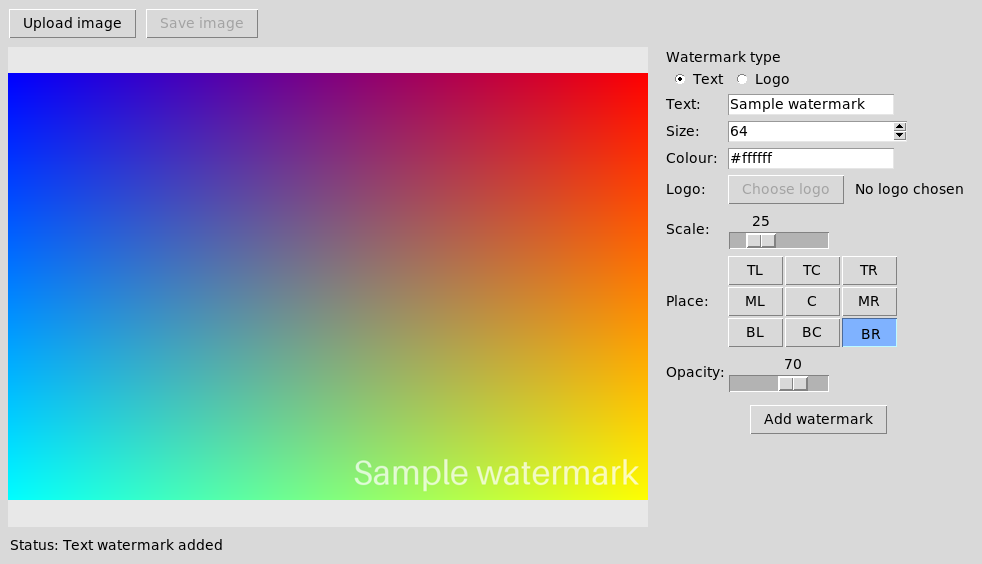 Upload image Save image
Watermark type
Text Logo
Text: Sample watermark
Size: 64
Colour: #ffffff
Logo: Choose logo No logo chosen
25
Scale:
TL TC TR
Place: ML C MR
BL BC BR
70
Opacity:
Add watermark
Sample watermark
Status: Text watermark added